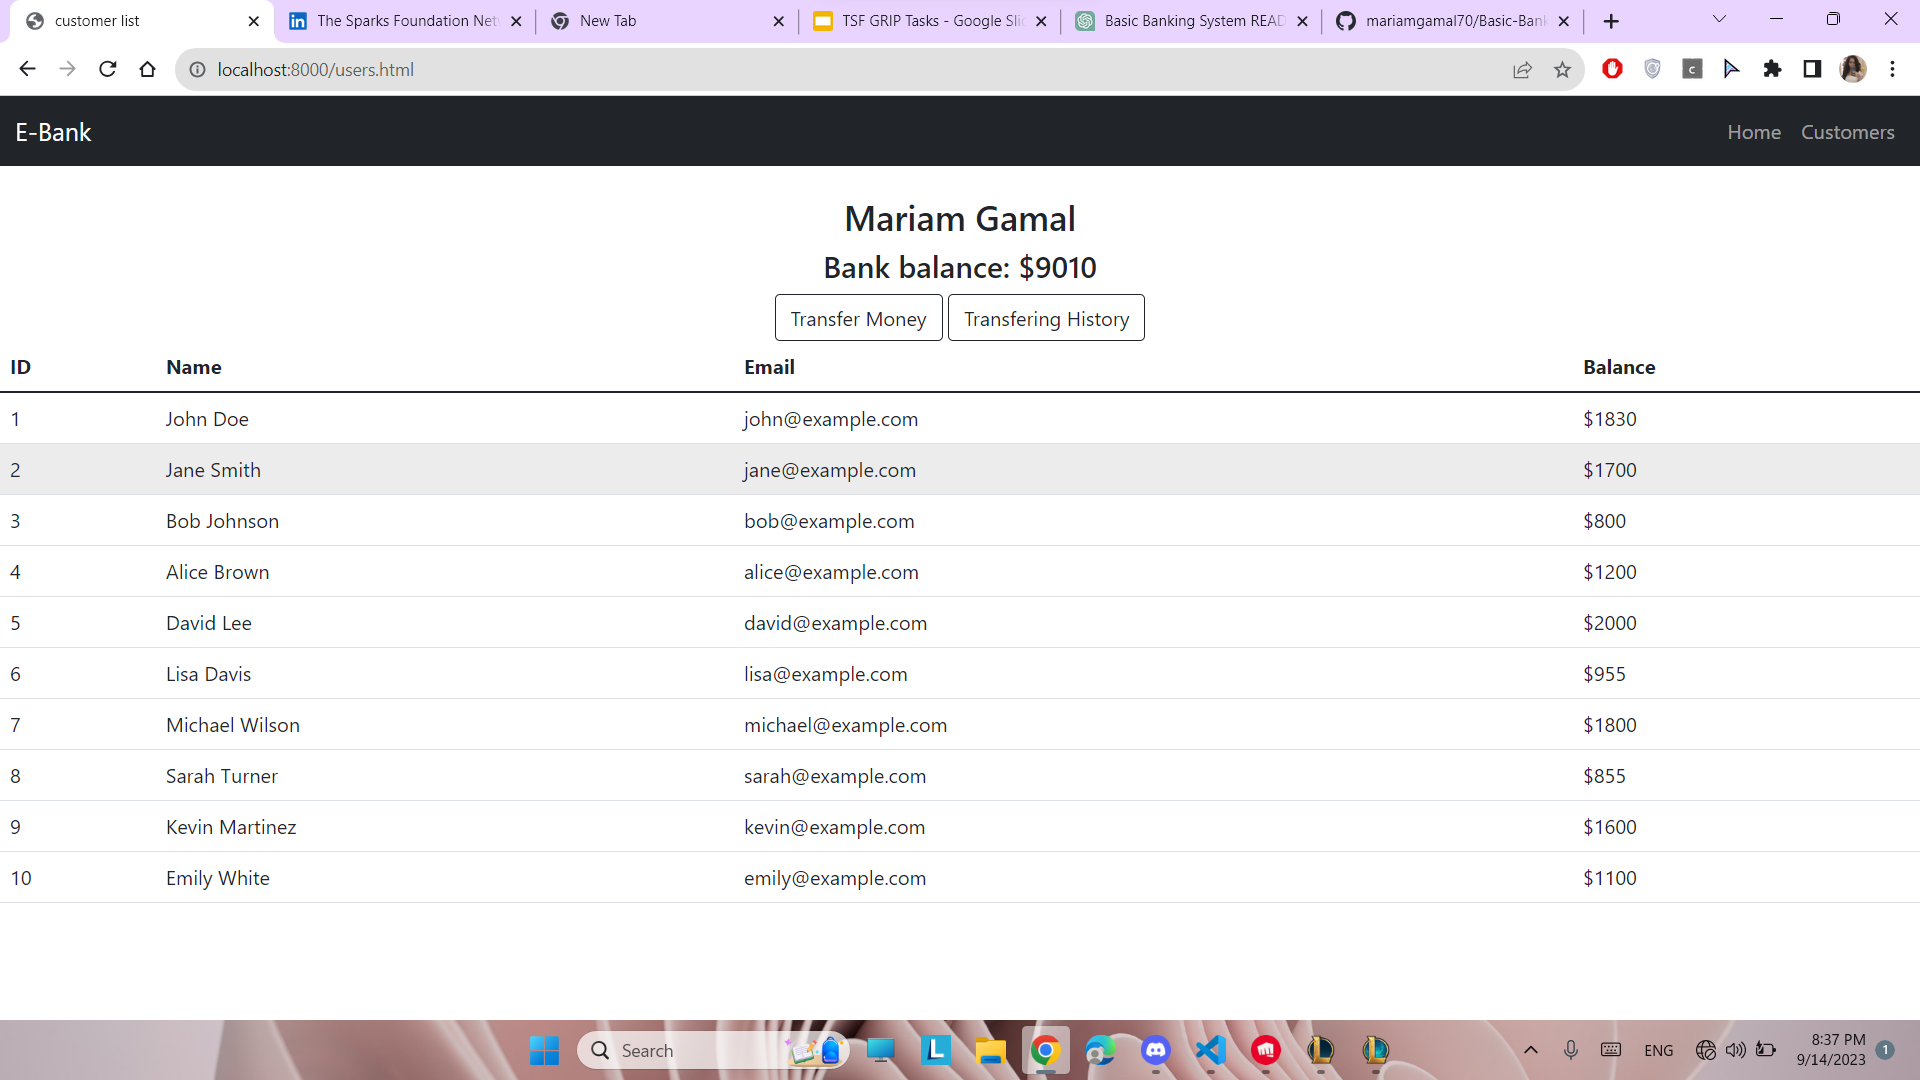 customer list
The Sparks Foundation Net
New Tab
TSF GRIP Tasks - Google Slid
Basic Banking System READ
mariamgamal70/Basic-Bank
localhost:8000/users.html
E-Bank
Home Customers
Mariam Gamal
Bank balance: $9010
Transfer Money Transfering History
ID Name Email Balance
1 John Doe john@example.com $1830
2 Jane Smith jane@example.com $1700
3 Bob Johnson bob@example.com $800
4 Alice Brown alice@example.com $1200
5 David Lee david@example.com $2000
6 Lisa Davis lisa@example.com $955
7 Michael Wilson michael@example.com $1800
8 Sarah Turner sarah@example.com $855
9 Kevin Martinez kevin@example.com $1600
10 Emily White emily@example.com $1100
Search
ENG
8:37 PM
9/14/2023
1